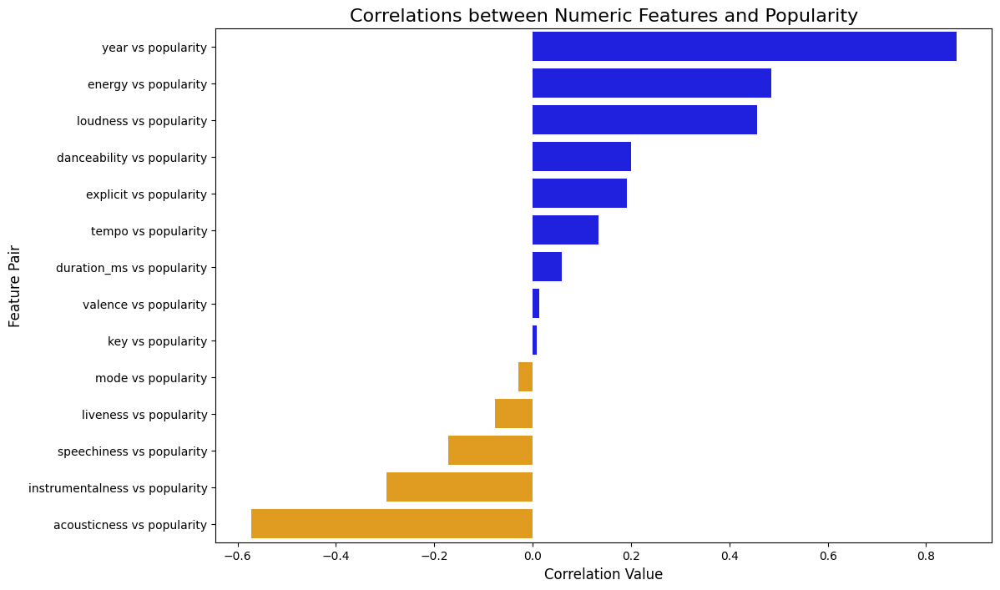 Correlations between Numeric Features and Popularity
Feature Pair
year vs popularity
energy vs popularity
loudness vs popularity
danceability vs popularity
explicit vs popularity
tempo vs popularity
duration_ms vs popularity
valence vs popularity
key vs popularity
mode vs popularity
liveness vs popularity
speechiness vs popularity
instrumentalness vs popularity
acousticness vs popularity
−0.6 −0.4 −0.2 0.0 0.2 0.4 0.6 0.8
Correlation Value